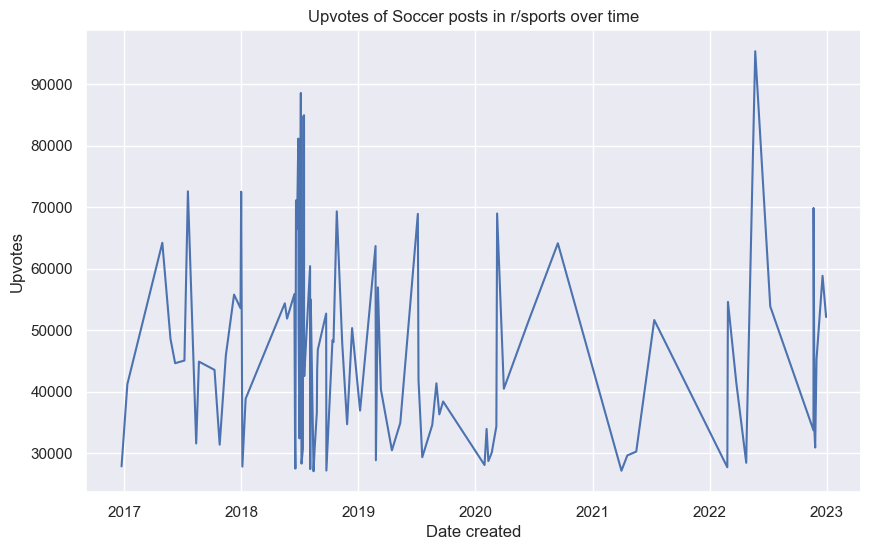 Upvotes of Soccer posts in r/sports over time
90000
80000
70000
60000
50000
40000
30000
Upvotes
2017 2018 2019 2020 2021 2022 2023
Date created